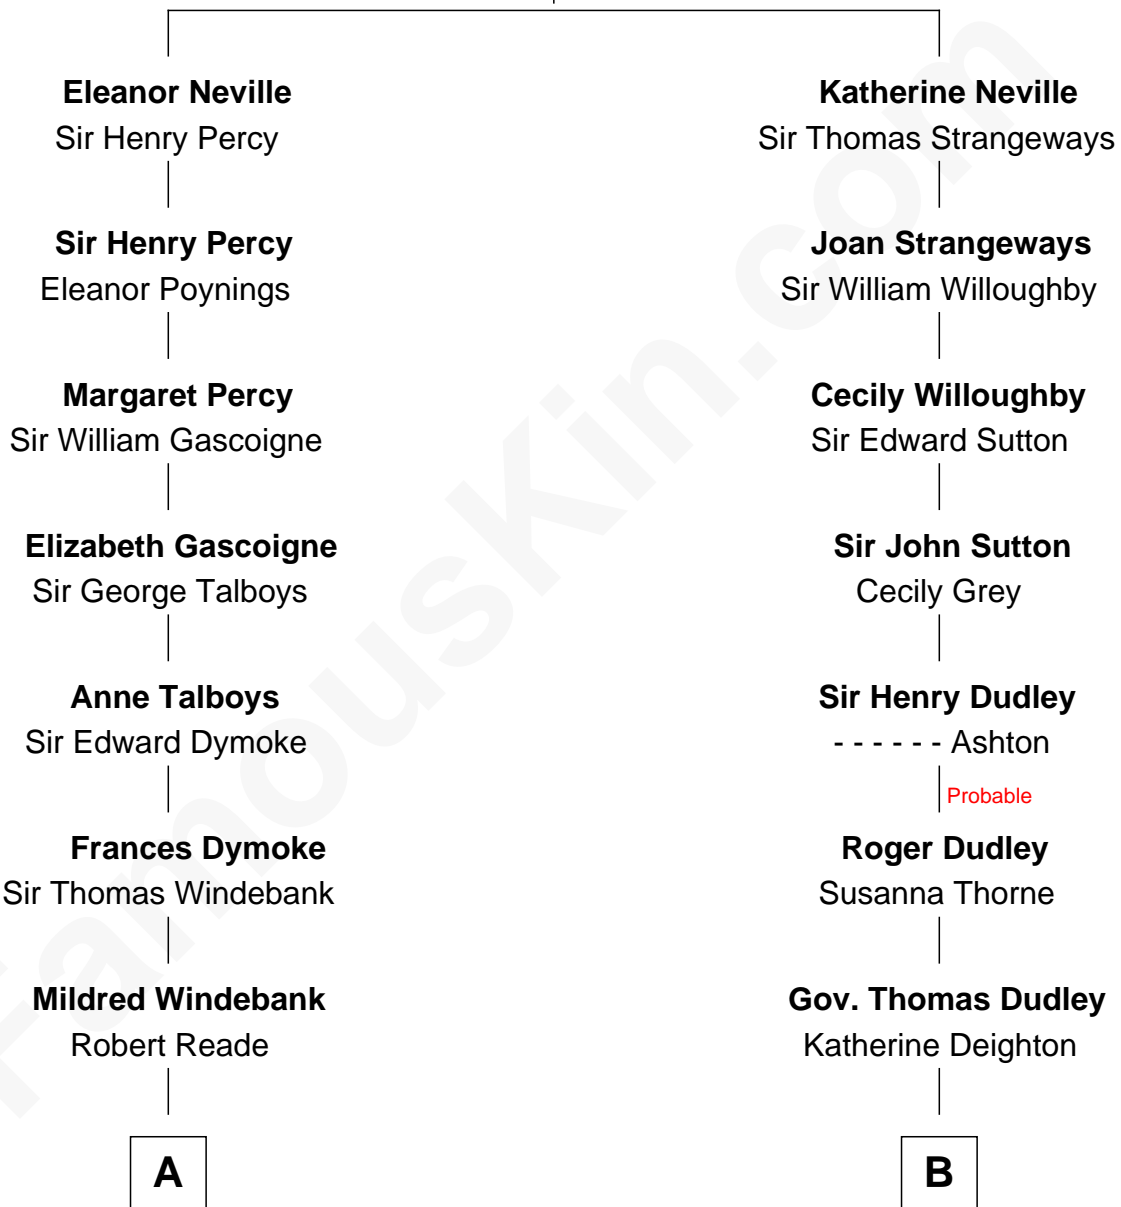 Eleanor Neville
Sir Henry Percy
Katherine Neville
Sir Thomas Strangeways
Sir Henry Percy
Eleanor Poynings
Joan Strangeways
Sir William Willoughby
Margaret Percy
Sir William Gascoigne
Cecily Willoughby
Sir Edward Sutton
Elizabeth Gascoigne
Sir George Talboys
Sir John Sutton
Cecily Grey
Anne Talboys
Sir Edward Dymoke
Sir Henry Dudley
- - - - - - Ashton
Probable
Frances Dymoke
Sir Thomas Windebank
Roger Dudley
Susanna Thorne
Mildred Windebank
Robert Reade
Gov. Thomas Dudley
Katherine Deighton
A
B
FamousKin.com